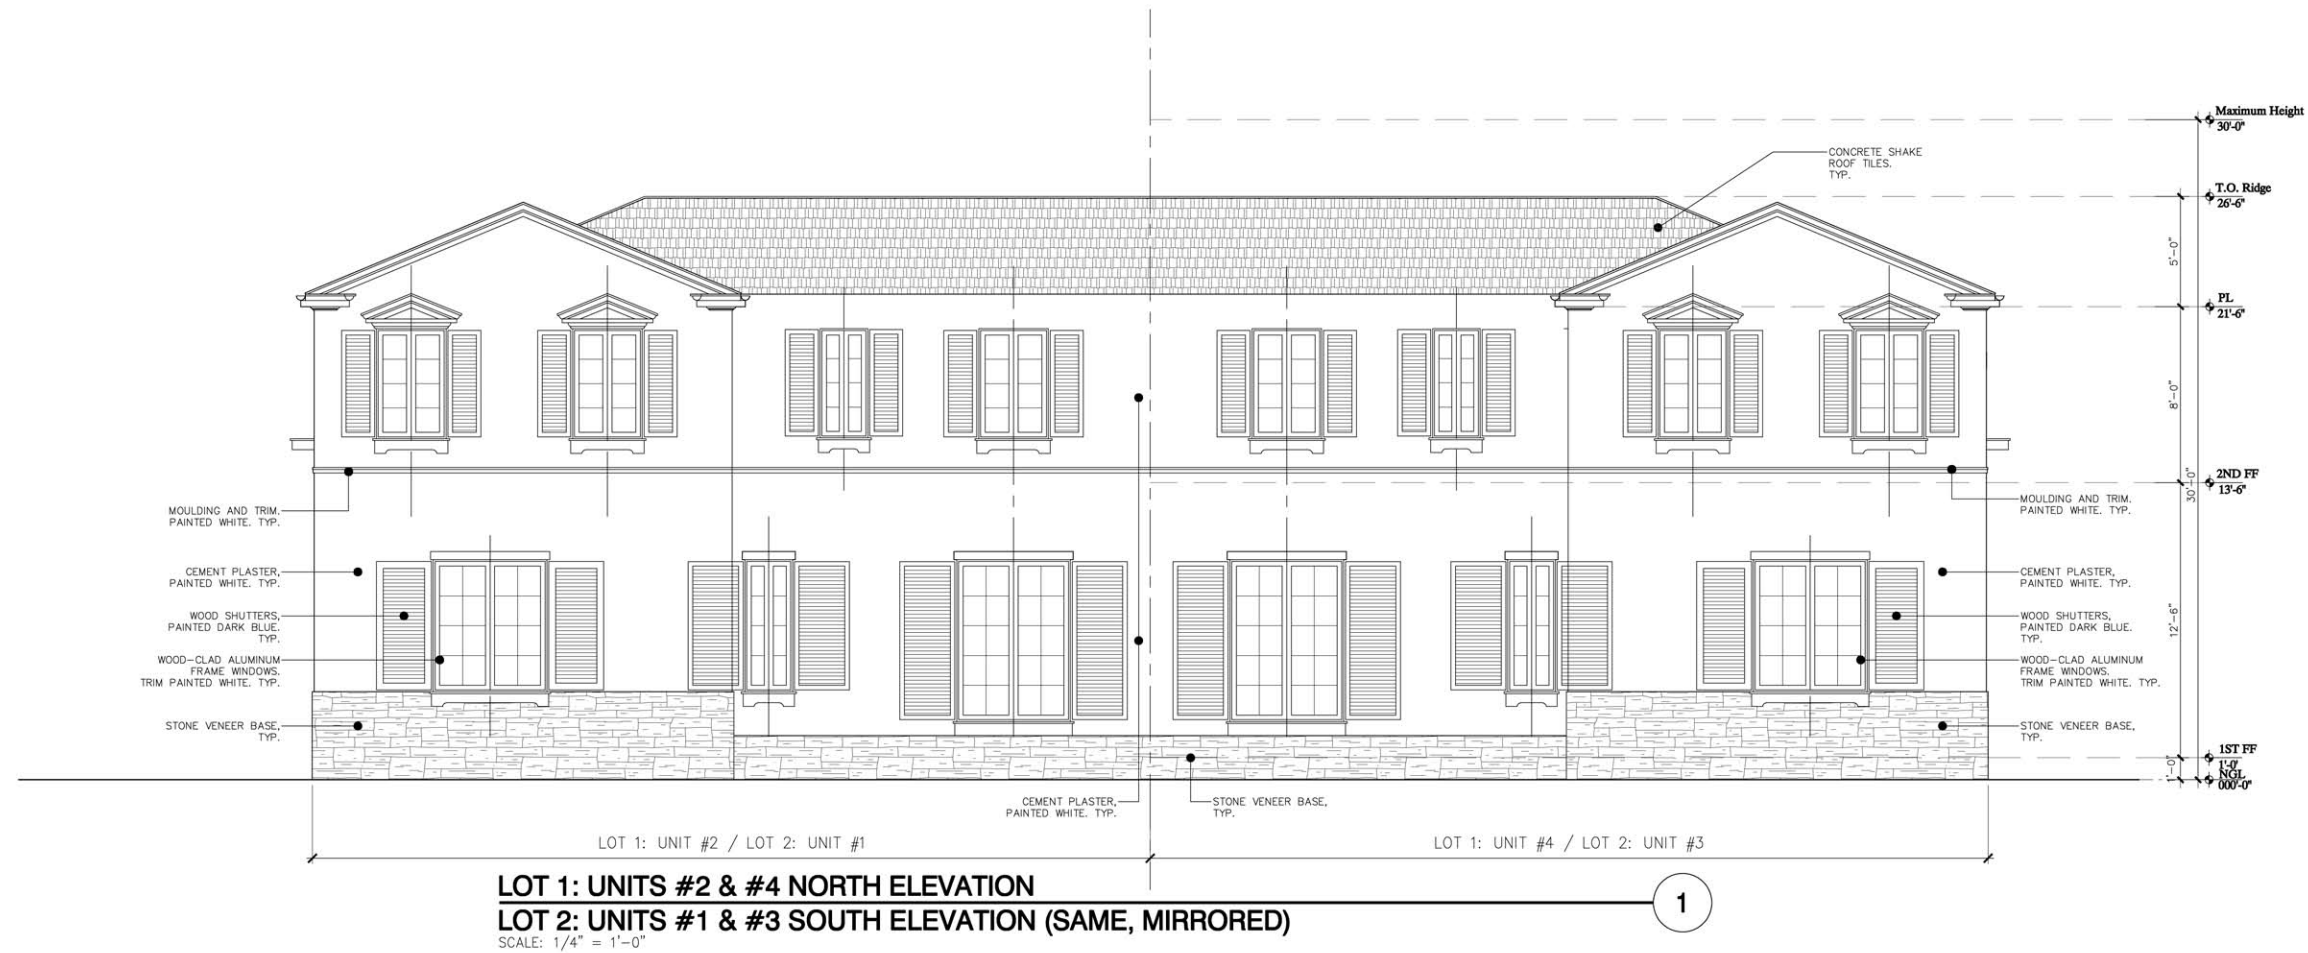 Maximum Height
30'-0"
CONCRETE SHAKE
ROOF TILES.
TYP.
T.O. Ridge
26'-6"
5'-0"
PL
21'-6"
8'-0"
2ND FF
13'-6"
30'-0"
MOULDING AND TRIM.
PAINTED WHITE. TYP.
MOULDING AND TRIM.
PAINTED WHITE. TYP.
CEMENT PLASTER,
PAINTED WHITE. TYP.
CEMENT PLASTER,
PAINTED WHITE. TYP.
WOOD SHUTTERS,
PAINTED DARK BLUE.
TYP.
WOOD SHUTTERS,
PAINTED DARK BLUE.
TYP.
12'-6"
WOOD-CLAD ALUMINUM
FRAME WINDOWS.
TRIM PAINTED WHITE. TYP.
WOOD-CLAD ALUMINUM
FRAME WINDOWS.
TRIM PAINTED WHITE. TYP.
STONE VENEER BASE,
TYP.
STONE VENEER BASE,
TYP.
1ST FF
1'-0'
1'-0"
NGL
000'-0"
CEMENT PLASTER,
PAINTED WHITE. TYP.
STONE VENEER BASE,
TYP.
LOT 1: UNIT #2 / LOT 2: UNIT #1
LOT 1: UNIT #4 / LOT 2: UNIT #3
LOT 1: UNITS #2 & #4 NORTH ELEVATION
1
LOT 2: UNITS #1 & #3 SOUTH ELEVATION (SAME, MIRRORED)
SCALE: 1/4" = 1'-0"